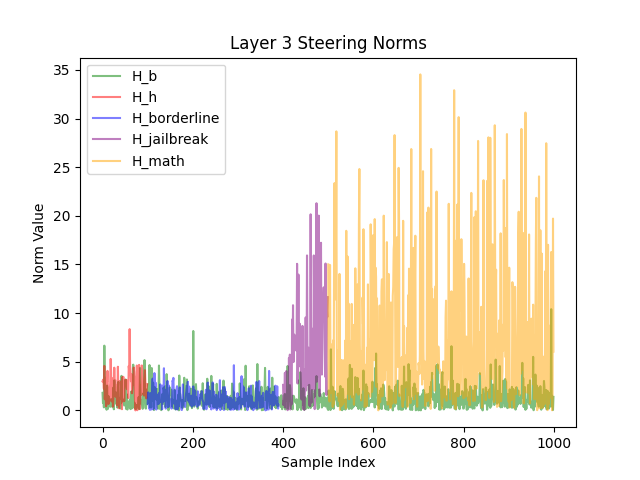 Layer 3 Steering Norms
H_b
H_h
H_borderline
H_jailbreak
H_math
Norm Value
35
30
25
20
15
10
5
0
0 200 400 600 800 1000
Sample Index